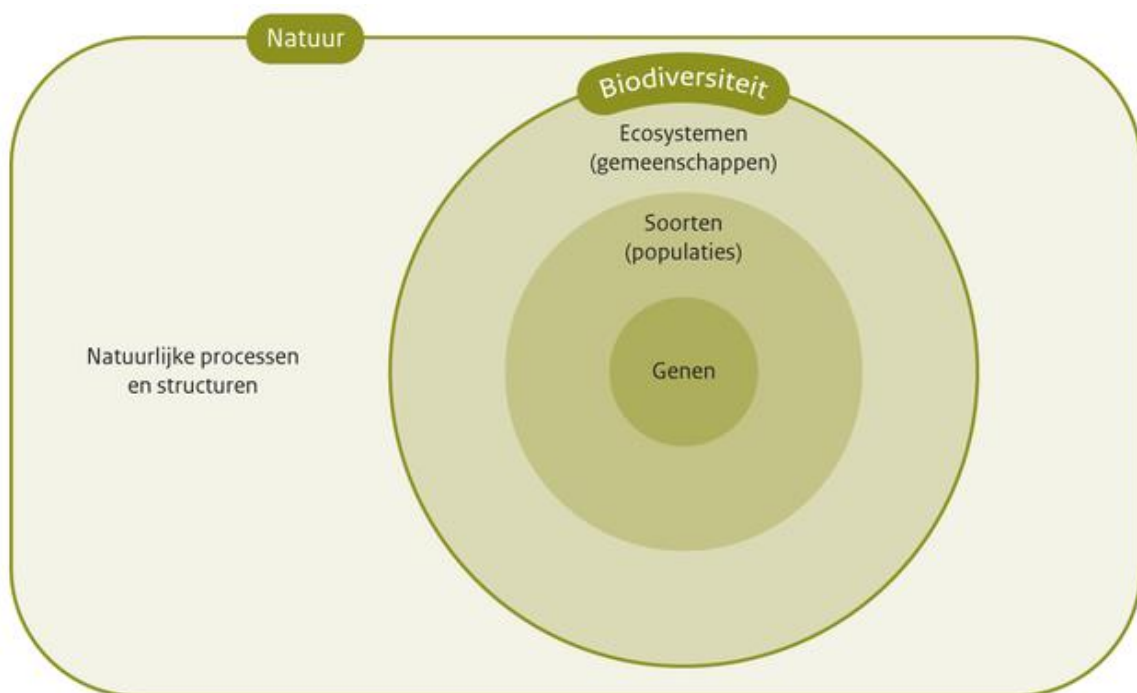 Natuur
Biodiversiteit
Ecosystemen
(gemeenschappen)
Soorten
(populaties)
Natuurlijke processen
en structuren
Genen